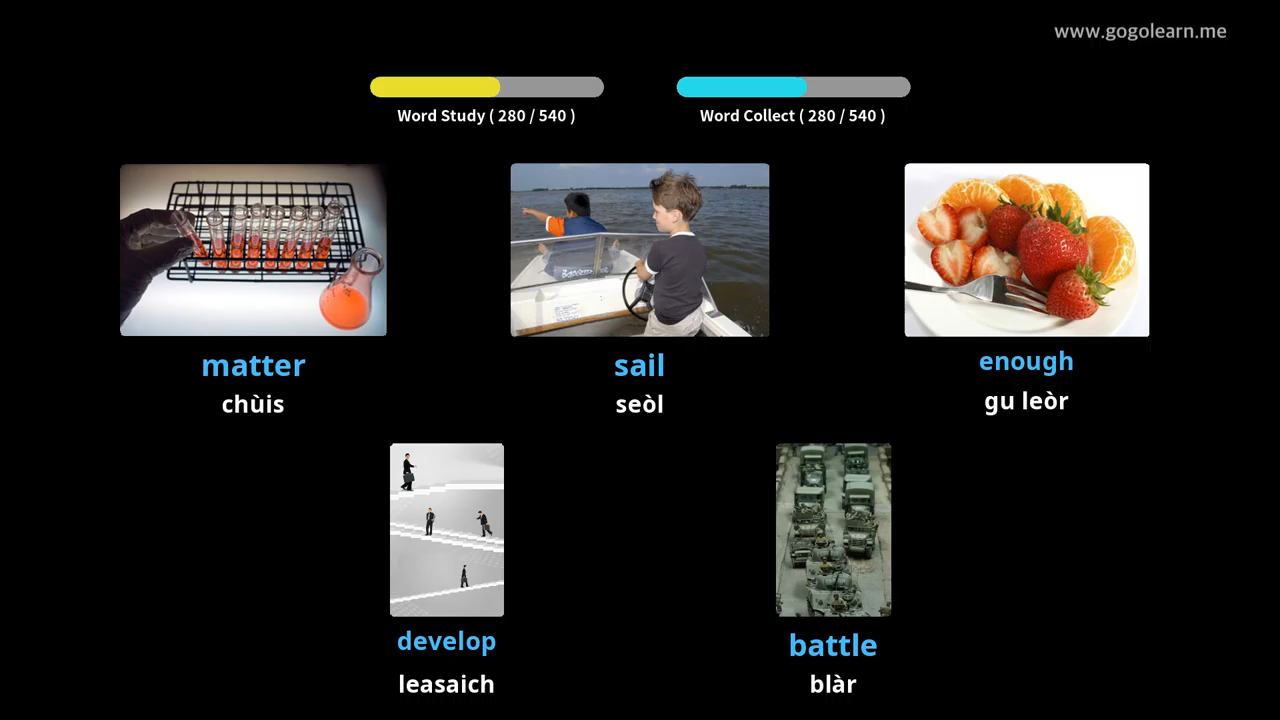 www.gogolearn.me
Word Study ( 280 / 540 )
Word Collect ( 280 / 540 )
matter
chùis
sail
seòl
enough
gu leòr
develop
leasaich
battle
blàr